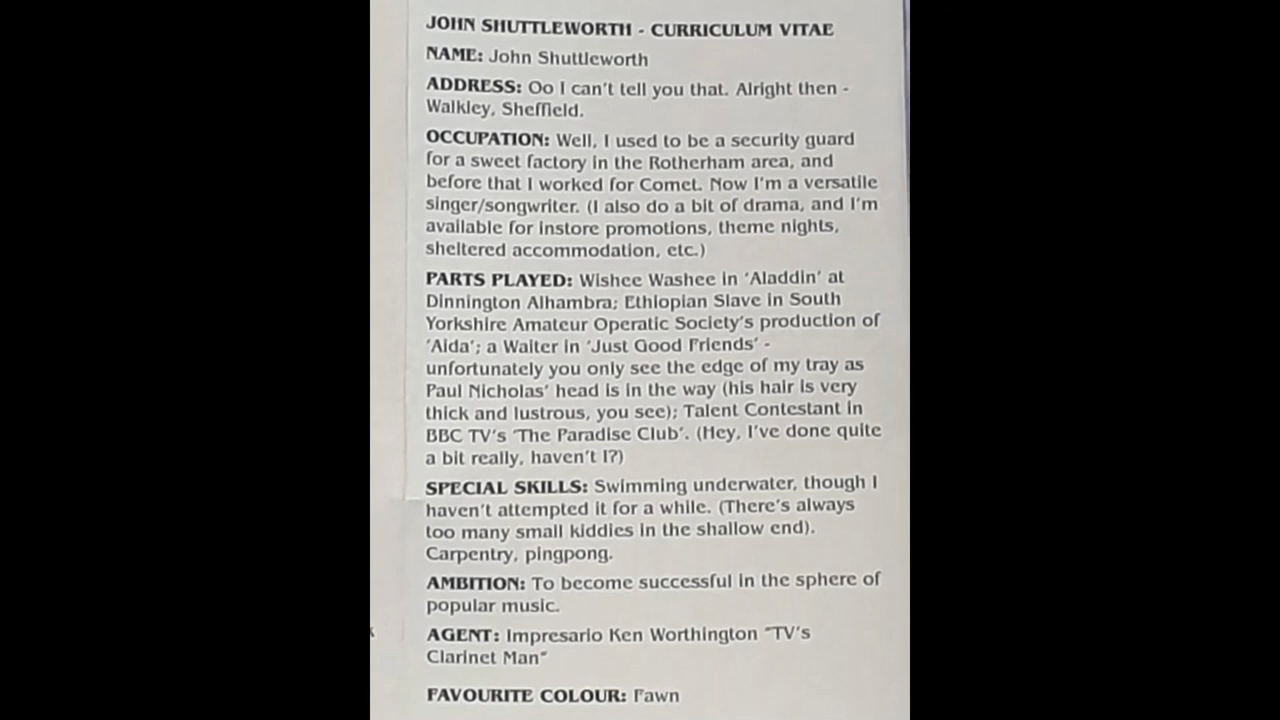 JOHN SHUTTLEWORTH - CURRICULUM VITAE
NAME: John Shuttleworth
ADDRESS: Oo I can't tell you that. Alright then -
Walkley, Sheffield.
OCCUPATION: Well, I used to be a security guard
for a sweet factory in the Rotherham area, and
before that I worked for Comet. Now I'm a versatile
singer/songwriter. (I also do a bit of drama, and I'm
available for instore promotions, theme nights,
sheltered accommodation, etc.)
PARTS PLAYED: Wishee Washee in 'Aladdin' at
Dinnington Alhambra; Ethiopian Slave in South
Yorkshire Amateur Operatic Society's production of
'Aida'; a Waiter in 'Just Good Friends' -
unfortunately you only see the edge of my tray as
Paul Nicholas' head is in the way (his hair is very
thick and lustrous, you see); Talent Contestant in
BBC TV's 'The Paradise Club'. (Hey, I've done quite
a bit really, haven't I?)
SPECIAL SKILLS: Swimming underwater, though I
haven't attempted it for a while. (There's always
too many small kiddies in the shallow end).
Carpentry, pingpong.
AMBITION: To become successful in the sphere of
popular music.
AGENT: Impresario Ken Worthington "TV's
Clarinet Man"
FAVOURITE COLOUR: Fawn